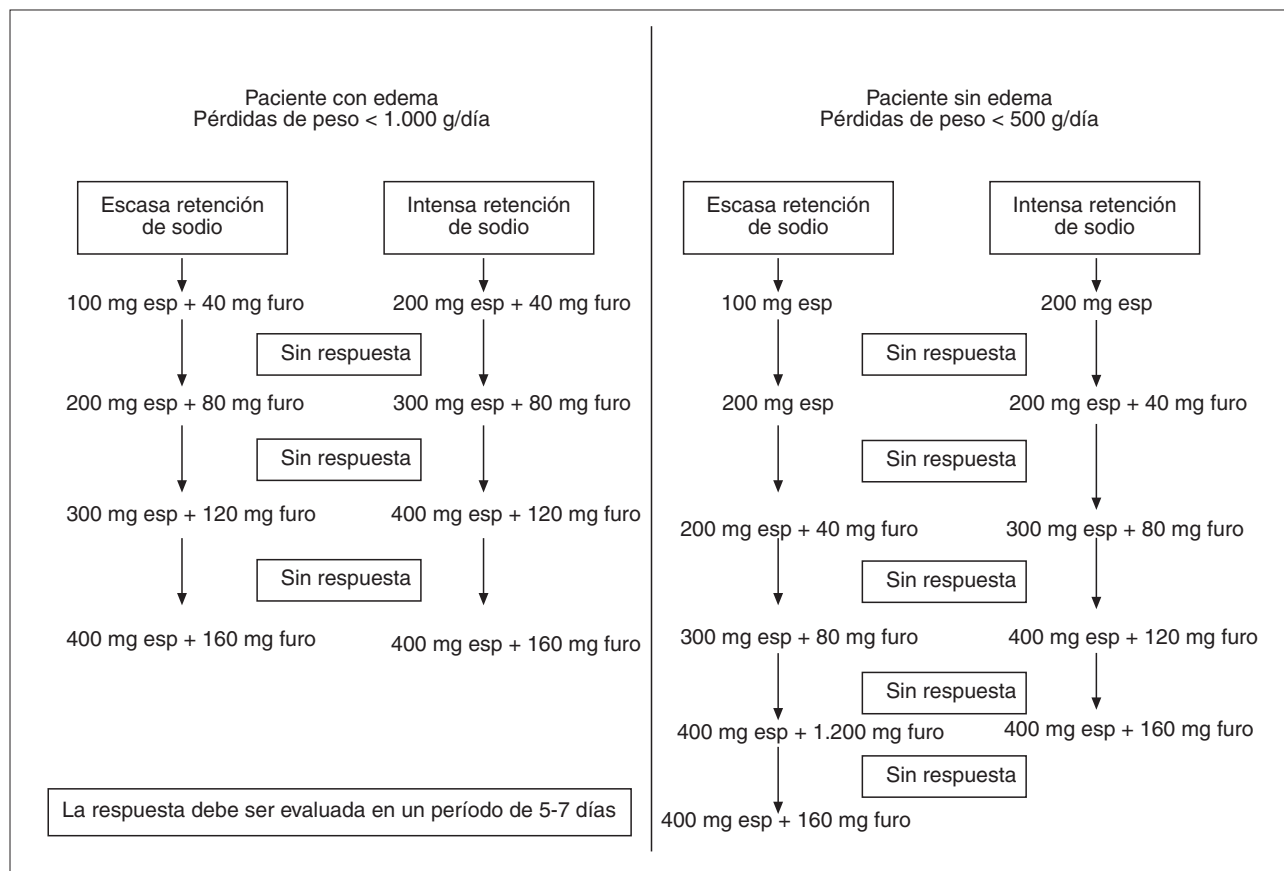 Paciente con edema
Pérdidas de peso < 1.000 g/día
Escasa retención
de sodio
Intensa retención
de sodio
100 mg esp + 40 mg furo
200 mg esp + 40 mg furo
Sin respuesta
200 mg esp + 80 mg furo
300 mg esp + 80 mg furo
Sin respuesta
300 mg esp + 120 mg furo
400 mg esp + 120 mg furo
Sin respuesta
400 mg esp + 160 mg furo
400 mg esp + 160 mg furo
La respuesta debe ser evaluada en un período de 5-7 días
Paciente sin edema
Pérdidas de peso < 500 g/día
Escasa retención
de sodio
Intensa retención
de sodio
100 mg esp
200 mg esp
Sin respuesta
200 mg esp
200 mg esp + 40 mg furo
Sin respuesta
200 mg esp + 40 mg furo
300 mg esp + 80 mg furo
Sin respuesta
300 mg esp + 80 mg furo
400 mg esp + 120 mg furo
Sin respuesta
400 mg esp + 1.200 mg furo
400 mg esp + 160 mg furo
Sin respuesta
400 mg esp + 160 mg furo